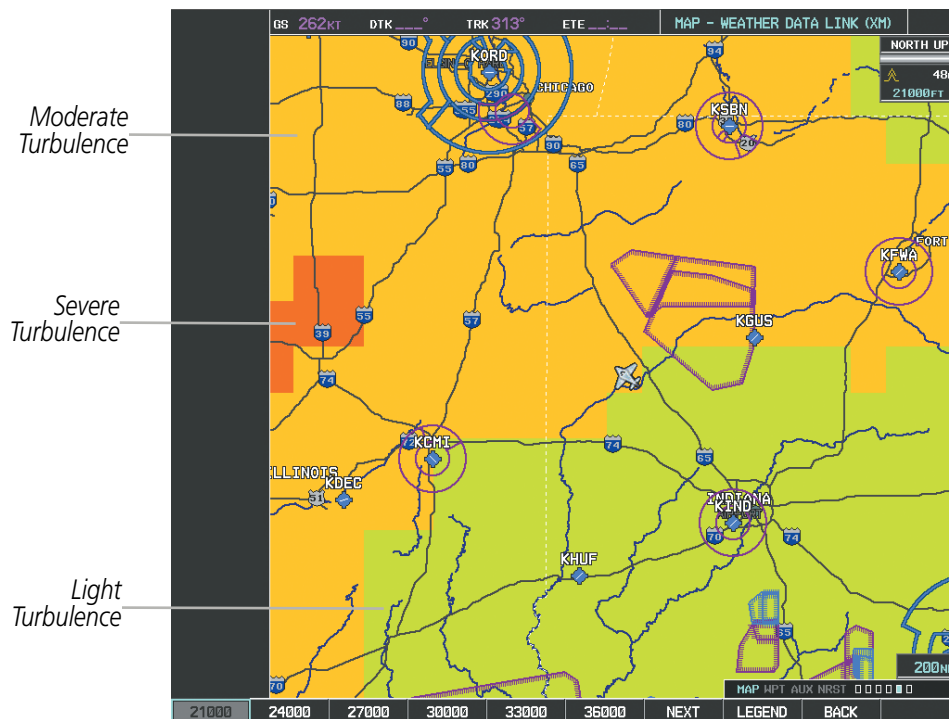 GS 262KT DTK ___° TRK 313° ETE __:__ MAP - WEATHER DATA LINK (XM)
NORTH UP
21000FT
90
94
KORD
CHICAGO
290
88
55
57
KSBN
80
20
90
80
55
65
Moderate
Turbulence
FORT
KFWA
Severe
Turbulence
55
39
57
KGUS
74
72
KCMI
74
65
ILLINOIS
KDEC
51
INDIANA
KIND
70
74
KHUF
Light
Turbulence
65
70
200N
MAP WPT AUX NRST
21000 24000 27000 30000 33000 36000 NEXT LEGEND BACK